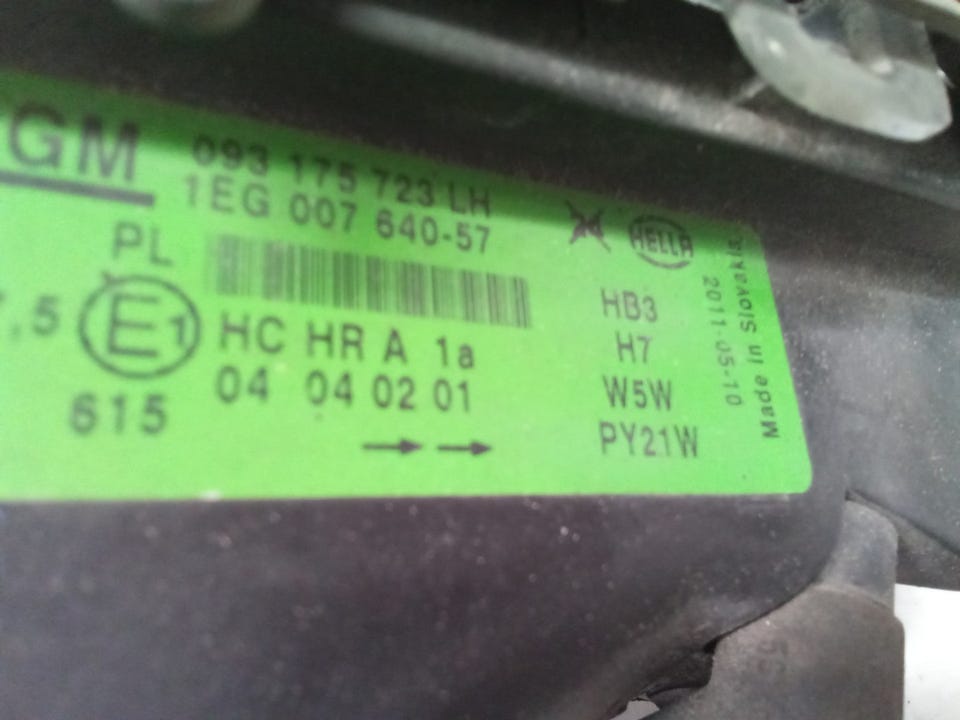 GM
093 175 723 LH
1EG 007 640-57
PL
HELLA
.5
E1
HC HR A 1a
04 04 02 01
615
HB3
H7
W5W
PY21W
2011-05-10
Made in Slovakia